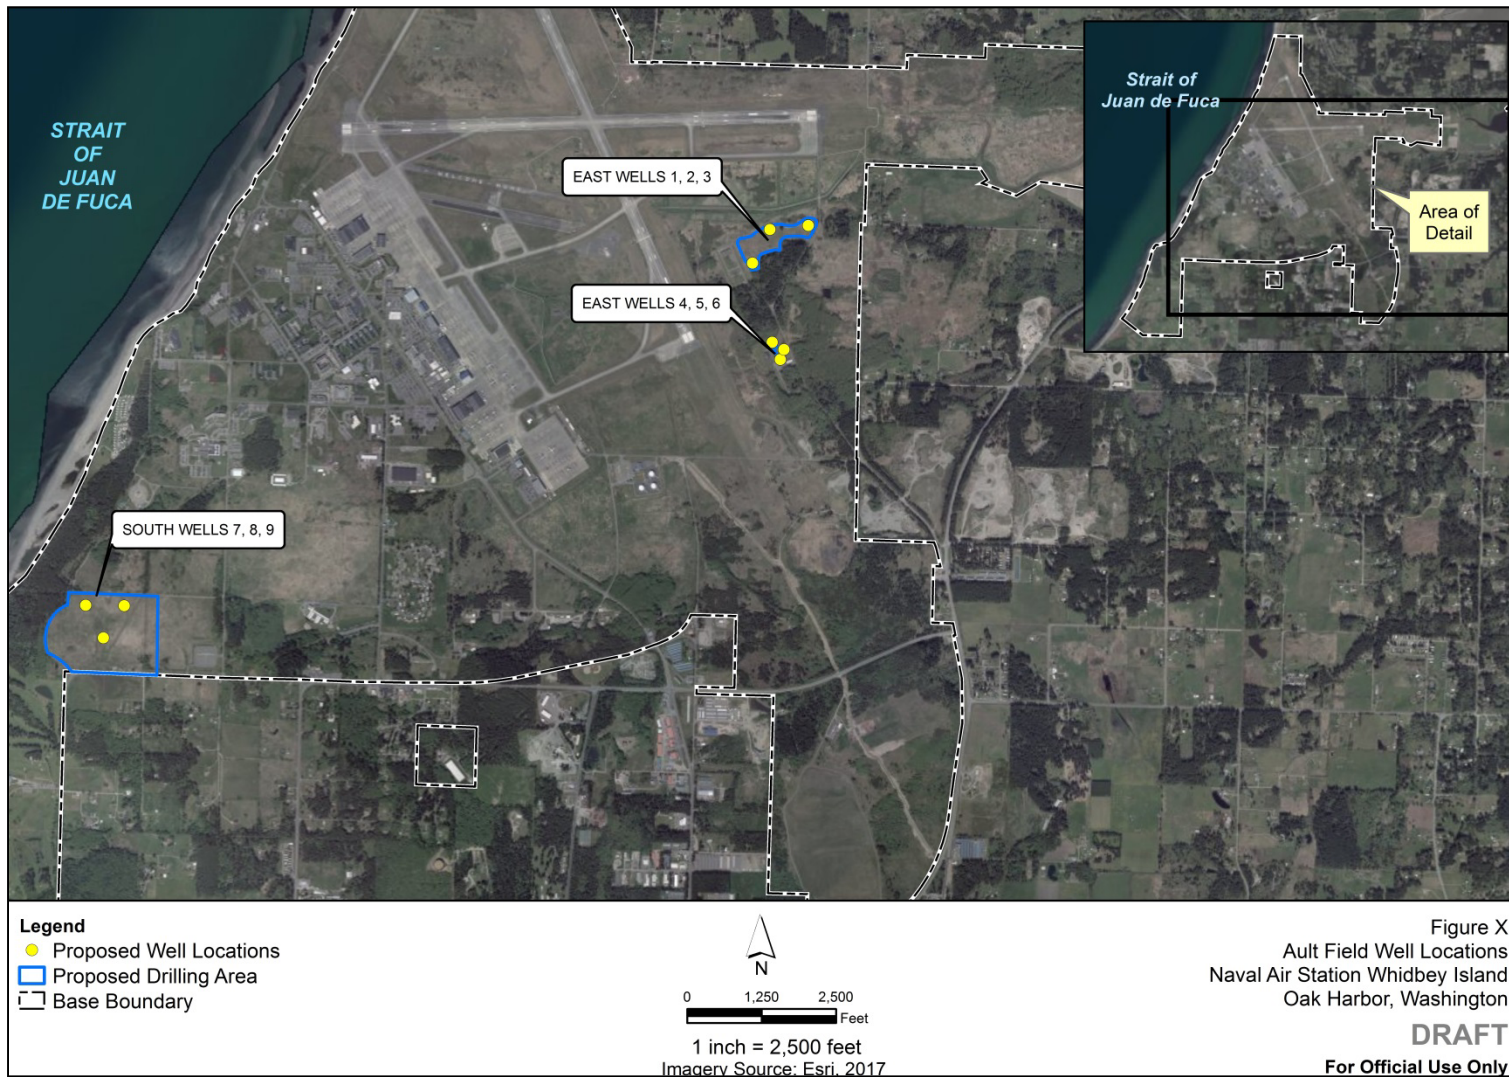 STRAIT
OF
JUAN
DE FUCA
Strait of
Juan de Fuca
Area of
Detail
EAST WELLS 1, 2, 3
EAST WELLS 4, 5, 6
SOUTH WELLS 7, 8, 9
Legend
Proposed Well Locations
Proposed Drilling Area
Base Boundary
N
0 1,250 2,500
Feet
1 inch = 2,500 feet
Imagery Source: Esri, 2017
Figure X
Ault Field Well Locations
Naval Air Station Whidbey Island
Oak Harbor, Washington
DRAFT
For Official Use Only